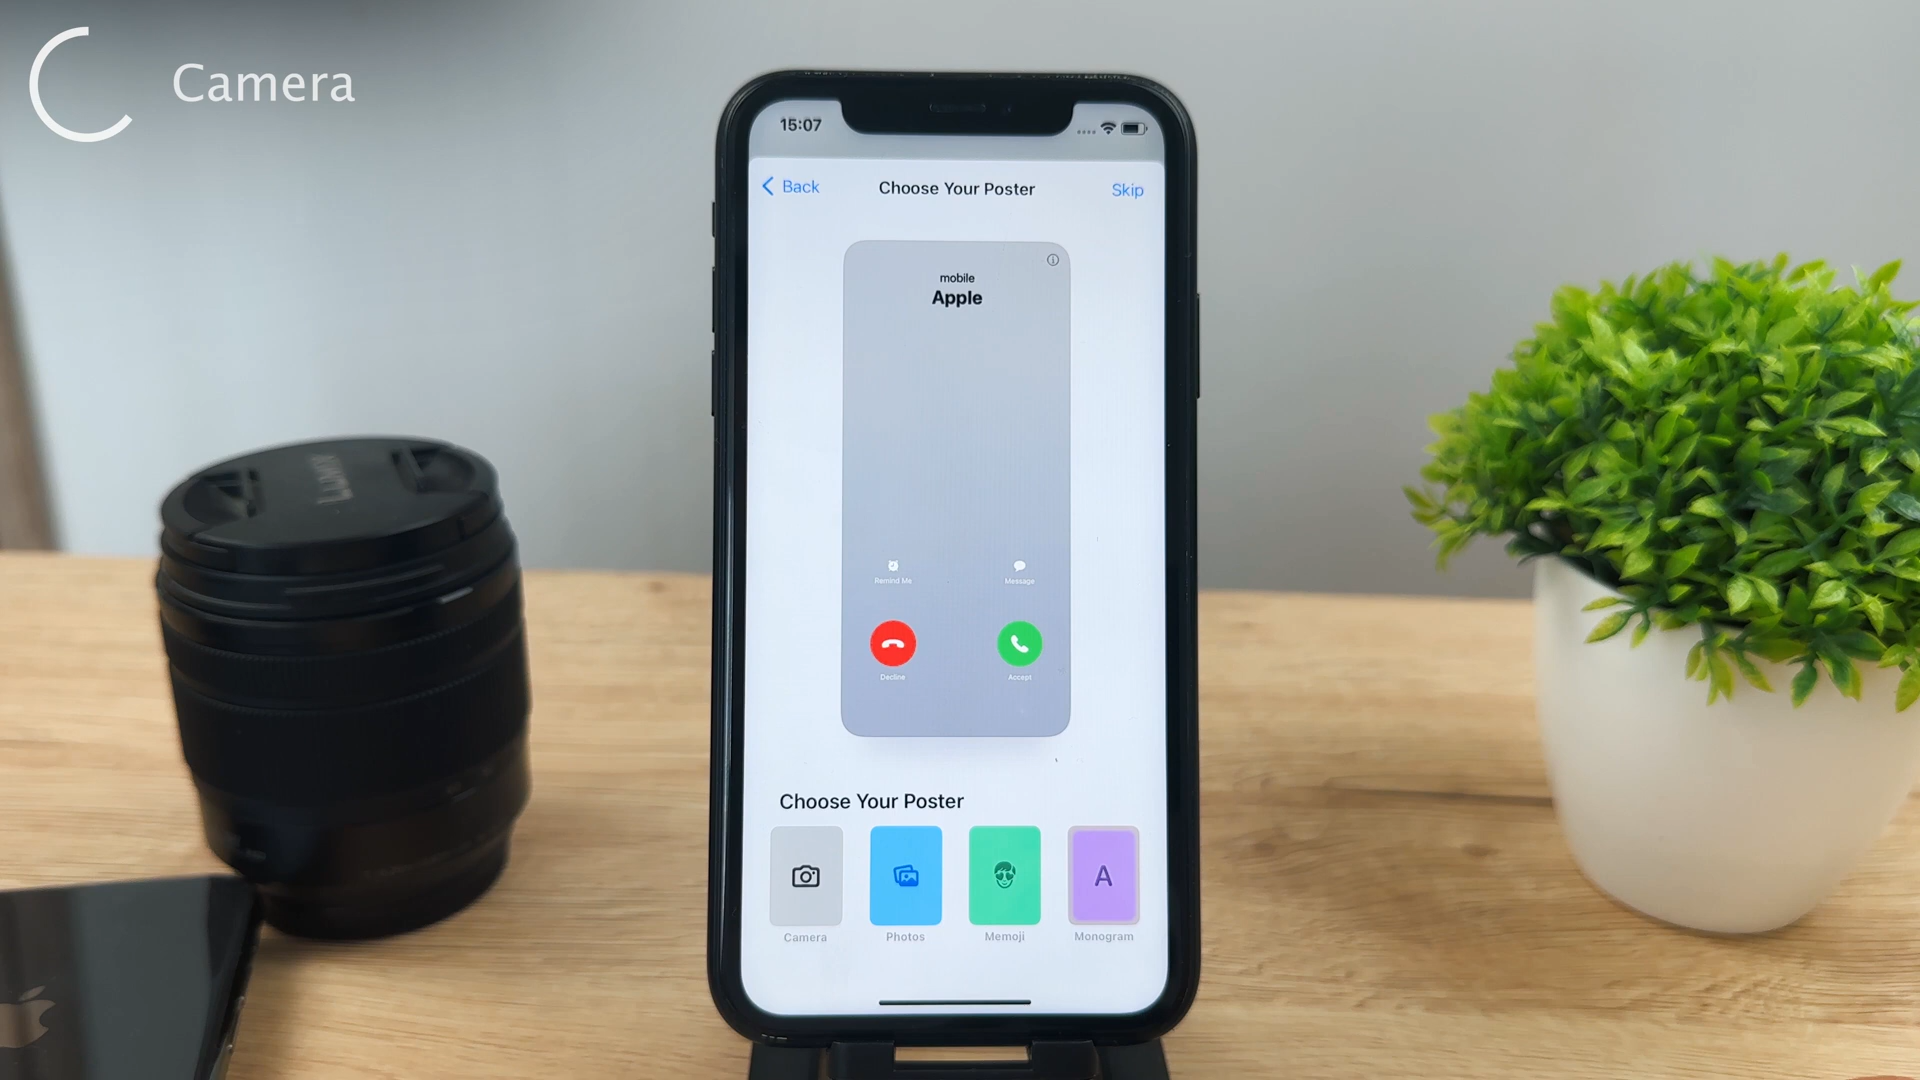 Camera
15:07
Back
Choose Your Poster
Skip
mobile
Apple
Remind Me
Message
Decline
Accept
Choose Your Poster
A
Camera
Photos
Memoji
Monogram
LUMIX